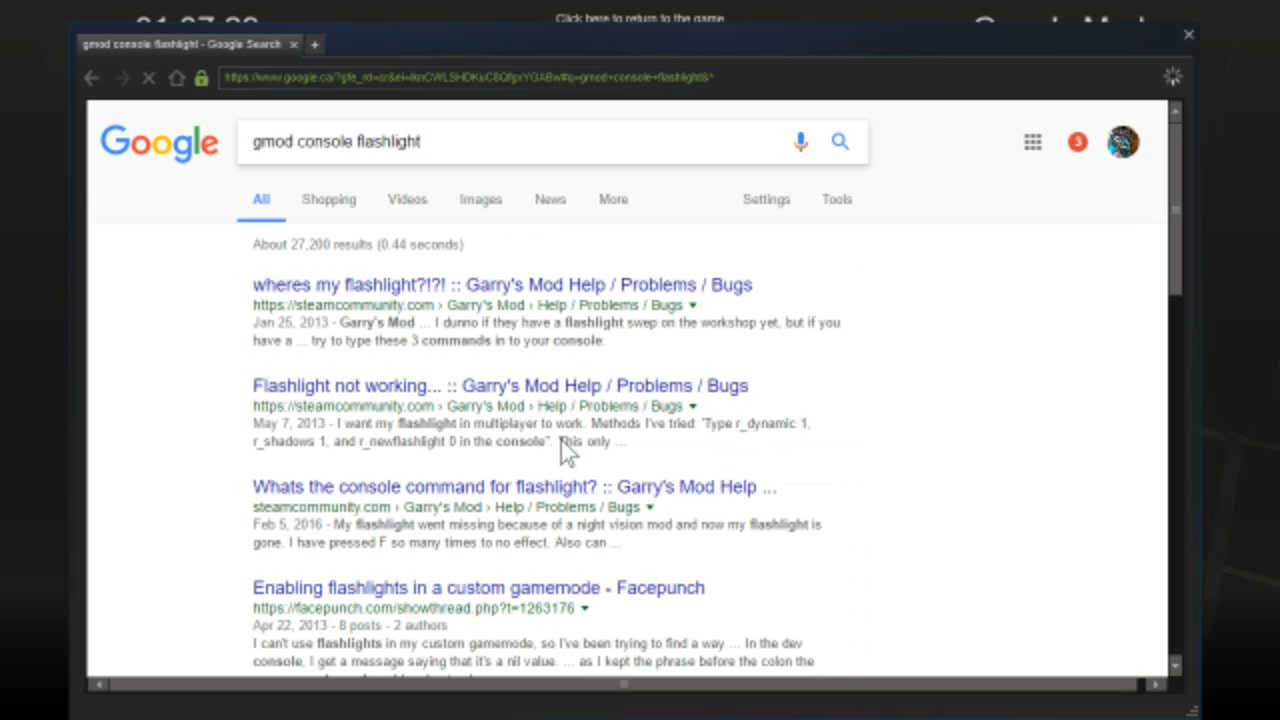 Click here to return to the game
gmod console flashlight - Google Search
Google
gmod console flashlight
3
All Shopping Videos Images News More Settings Tools
About 27,200 results (0.44 seconds)
wheres my flashlight?!?! :: Garry's Mod Help / Problems / Bugs
https://steamcommunity.com › Garry's Mod › Help / Problems / Bugs
Jan 25, 2013 - Garry's Mod ... I dunno if they have a flashlight swep on the workshop yet, but if you
have a ... try to type these 3 commands in to your console:
Flashlight not working... :: Garry's Mod Help / Problems / Bugs
https://steamcommunity.com › Garry's Mod › Help / Problems / Bugs
May 7, 2013 - I want my flashlight in multiplayer to work. Methods I've tried: 'Type r_dynamic 1,
r_shadows 1, and r_newflashlight 0 in the console". This only ...
Whats the console command for flashlight? :: Garry's Mod Help ...
steamcommunity.com › Garry's Mod › Help / Problems / Bugs
Feb 5, 2016 - My flashlight went missing because of a night vision mod and now my flashlight is
gone. I have pressed F so many times to no effect. Also can ...
Enabling flashlights in a custom gamemode - Facepunch
https://facepunch.com/showthread.php?t=1263176
Apr 22, 2013 - 8 posts - 2 authors
I can't use flashlights in my custom gamemode, so I've been trying to find a way ... In the dev
console, I get a message saying that it's a nil value. ... as I kept the phrase before the colon the